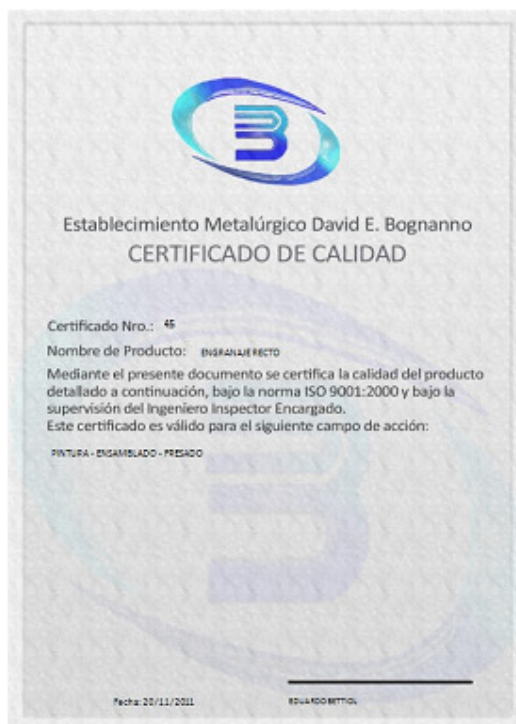 B
Establecimiento Metalúrgico David E. Bognanno
CERTIFICADO DE CALIDAD
Certificado Nro.: 45
Nombre de Producto: ENGRANAJE RECTO
Mediante el presente documento se certifica la calidad del producto
detallado a continuación, bajo la norma ISO 9001:2000 y bajo la
supervisión del Ingeniero Inspector Encargado.
Este certificado es válido para el siguiente campo de acción:
PINTURA - ENSAMBLADO - FRESADO
Fecha: 20/11/2011
EDUARDO BETTIOL